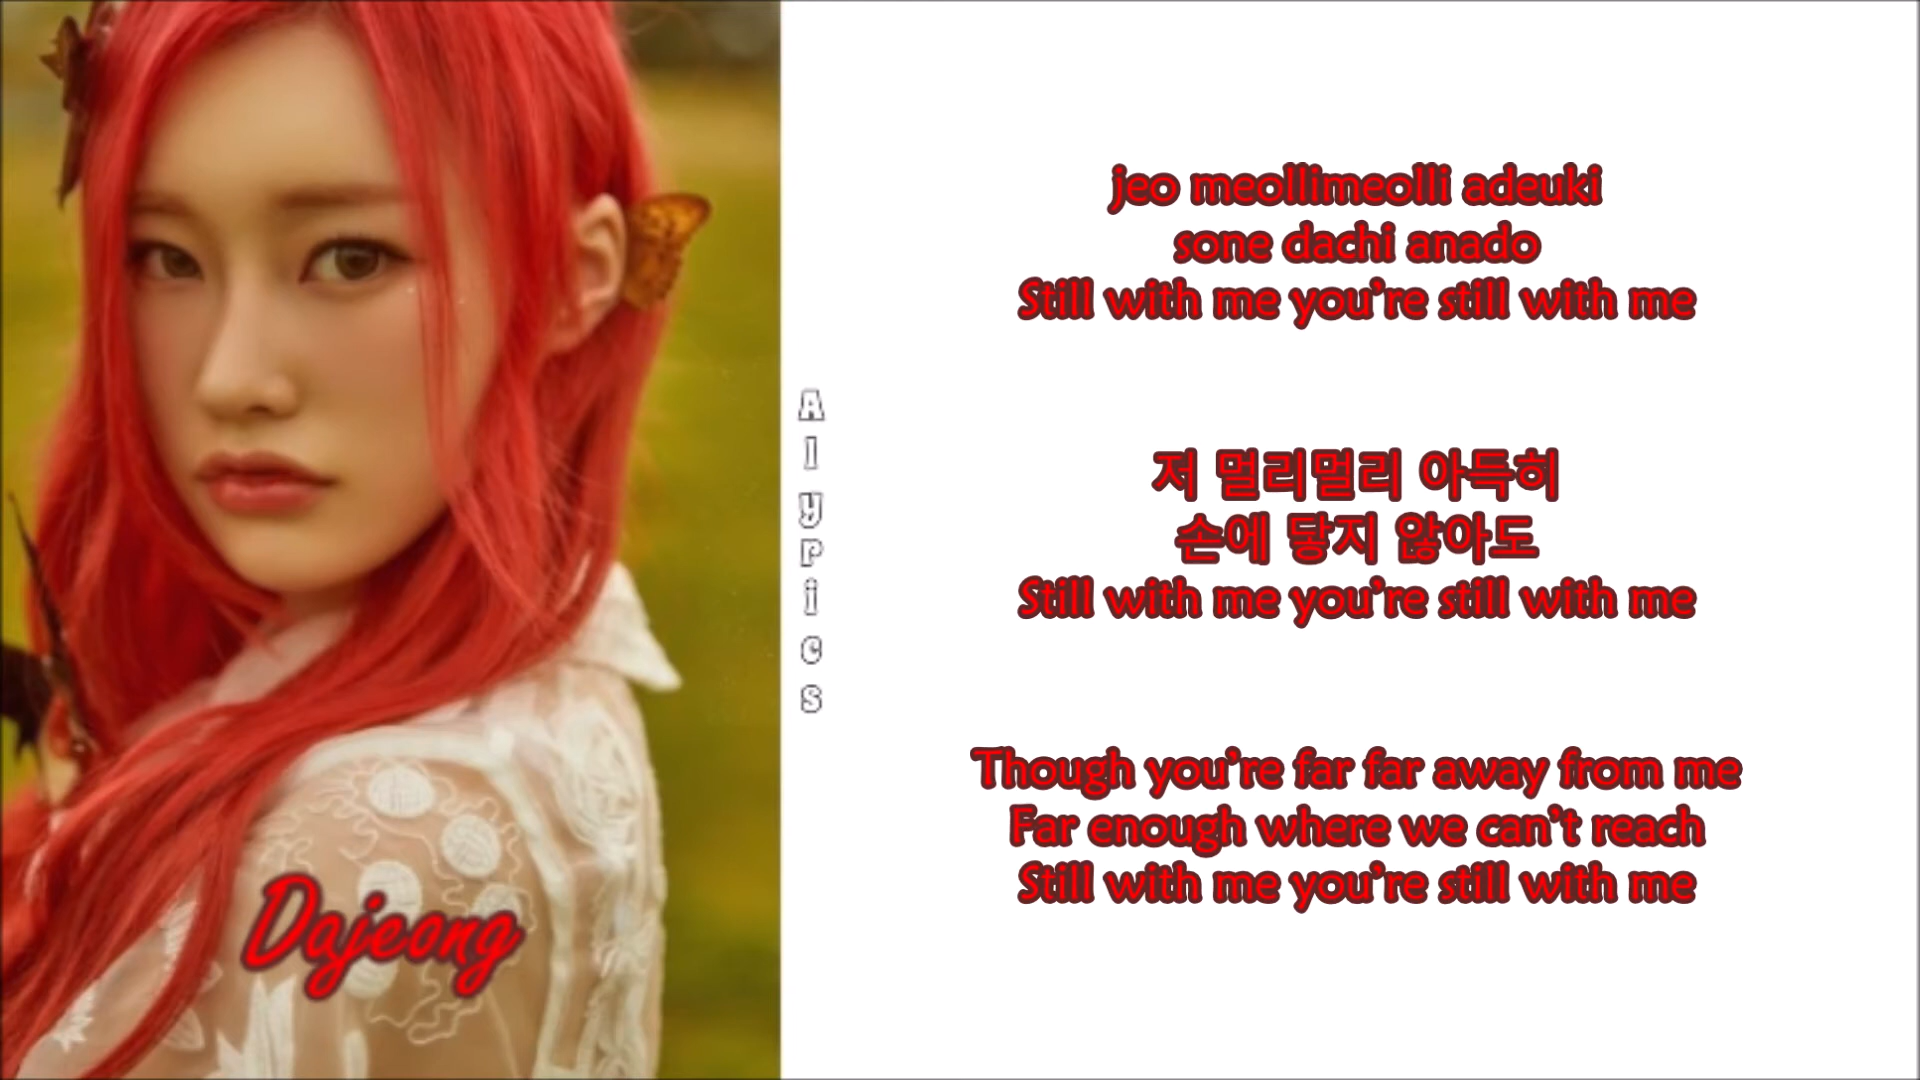 jeo meollimeolli adeuki
sone dachi anado
Still with me you're still with me
저 멀리멀리 아득히
손에 닿지 않아도
Still with me you're still with me
Though you're far far away from me
Far enough where we can't reach
Still with me you're still with me
Alypics
Dajeong